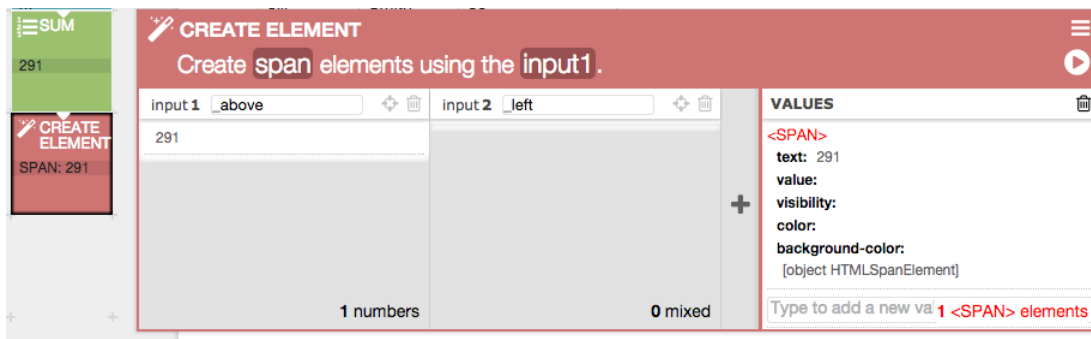 SUM
291
CREATE
ELEMENT
SPAN: 291
CREATE ELEMENT
Create span elements using the input1.
input 1 _above
input 2 _left
291
1 numbers
0 mixed
VALUES
<SPAN>
text: 291
value:
visibility:
color:
background-color:
[object HTMLSpanElement]
Type to add a new val
1 <SPAN> elements